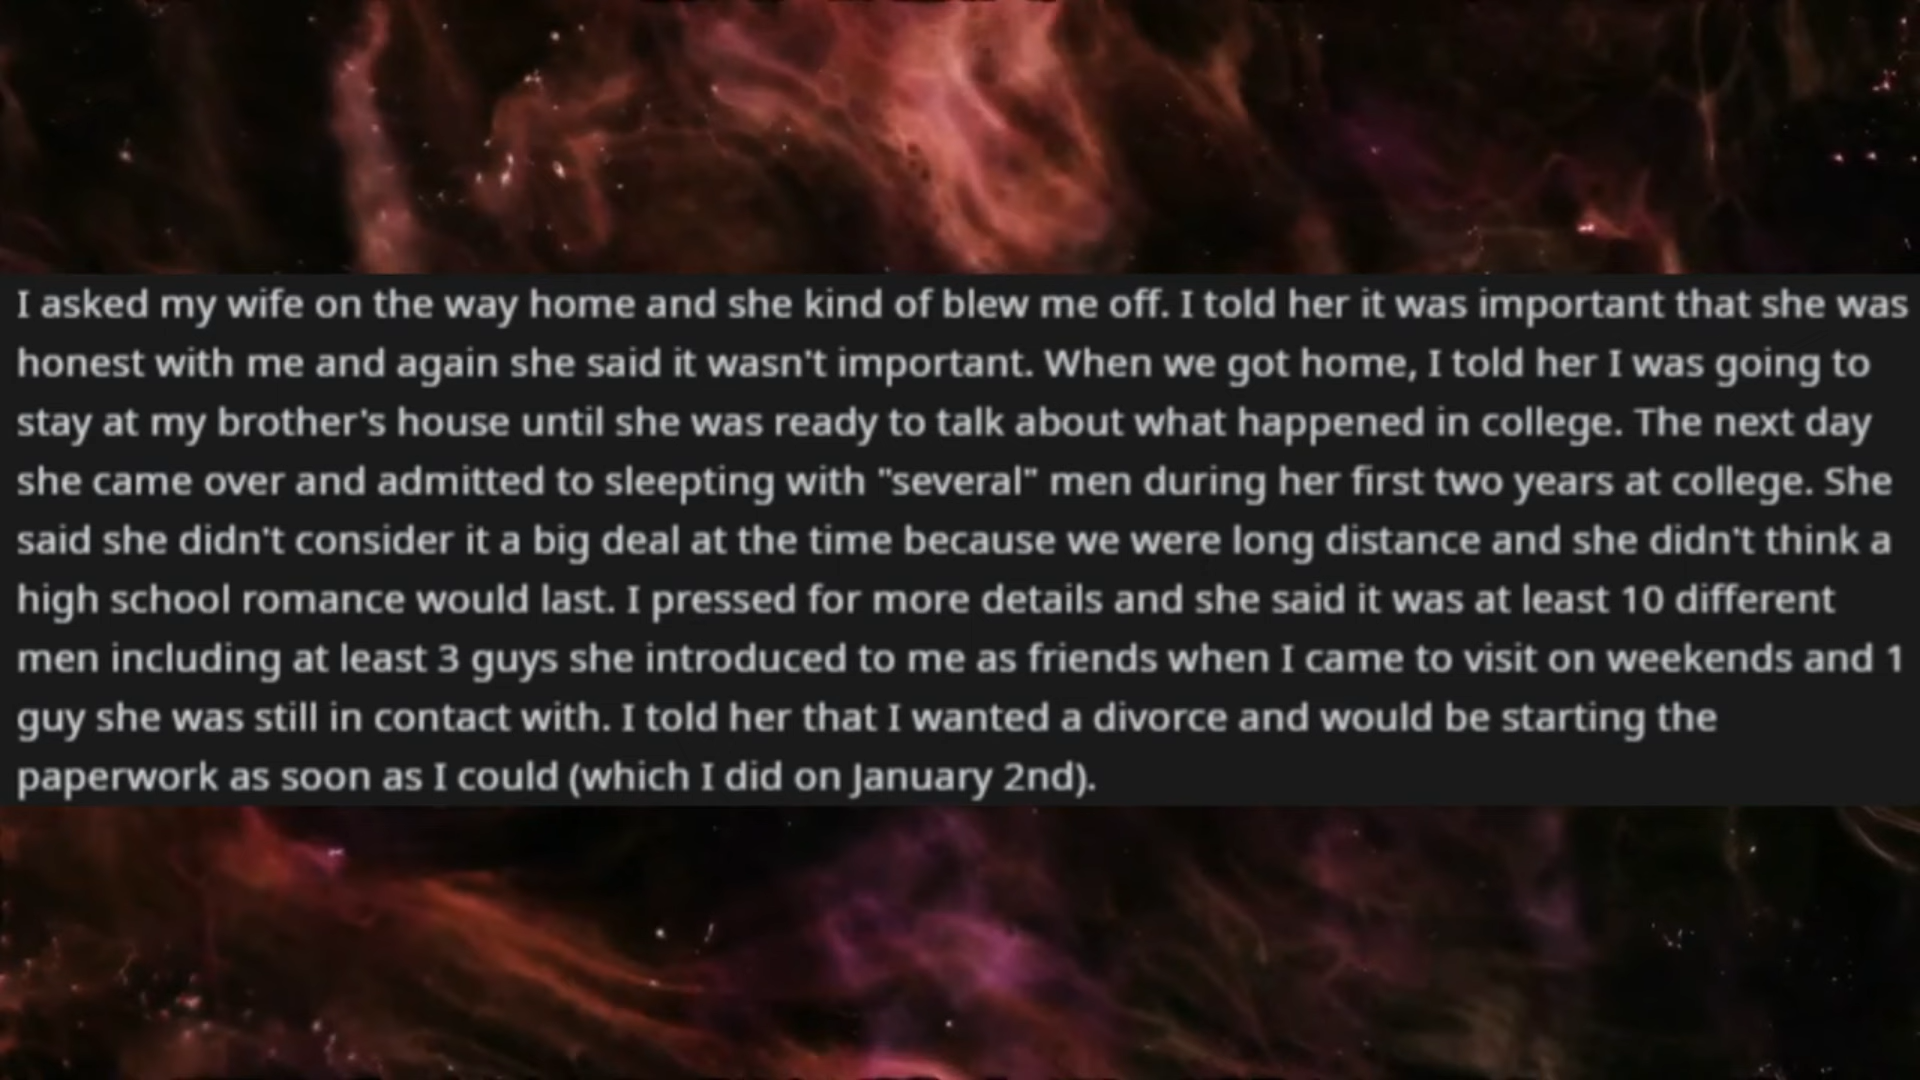 I asked my wife on the way home and she kind of blew me off. I told her it was important that she was
honest with me and again she said it wasn't important. When we got home, I told her I was going to
stay at my brother's house until she was ready to talk about what happened in college. The next day
she came over and admitted to sleepting with "several" men during her first two years at college. She
said she didn't consider it a big deal at the time because we were long distance and she didn't think a
high school romance would last. I pressed for more details and she said it was at least 10 different
men including at least 3 guys she introduced to me as friends when I came to visit on weekends and 1
guy she was still in contact with. I told her that I wanted a divorce and would be starting the
paperwork as soon as I could (which I did on January 2nd).